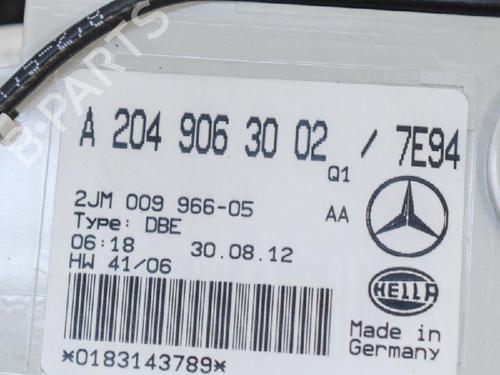 A 204 906 30 02 / 7E94
Q1
2JM 009 966-05
AA
Type: DBE
06:18 30.08.12
HW 41/06
HELLA
Made in
Germany
*0183143789*
B-PARTS